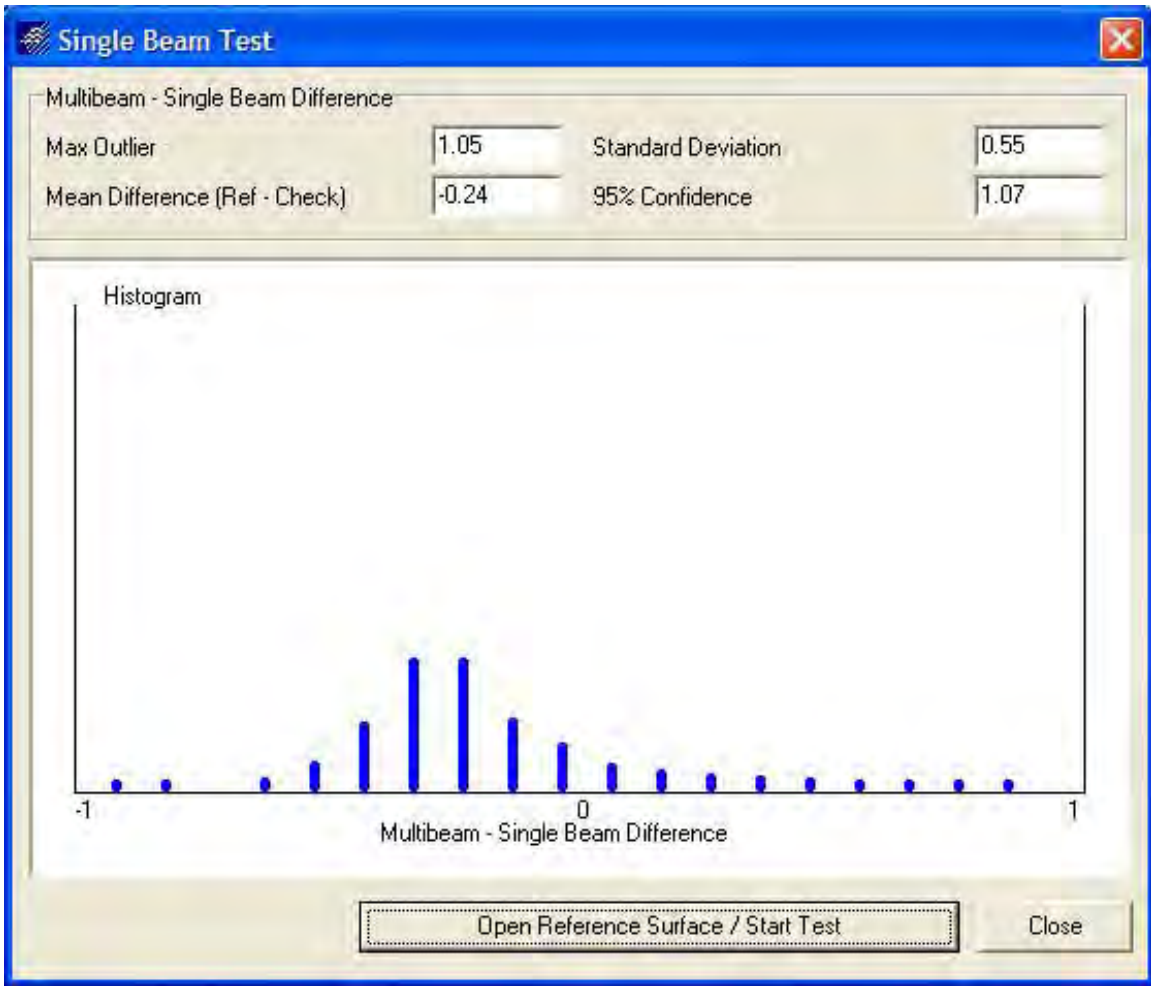 Single Beam Test
Multibeam - Single Beam Difference
Max Outlier 1.05 Standard Deviation 0.55
Mean Difference (Ref - Check) -0.24 95% Confidence 1.07
Histogram
-1 0 1
Multibeam - Single Beam Difference
Open Reference Surface / Start Test Close